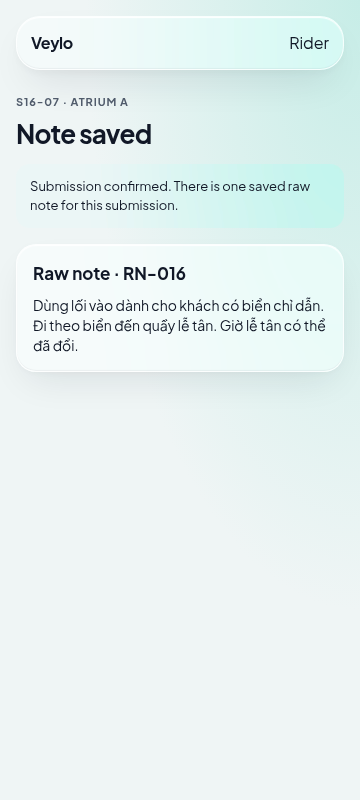 Veylo
Rider
S16-07 · ATRIUM A
Note saved
Submission confirmed. There is one saved raw
note for this submission.
Raw note · RN-016
Dùng lối vào dành cho khách có biển chỉ dẫn.
Đi theo biển đến quầy lễ tân. Giờ lễ tân có thể
đã đổi.